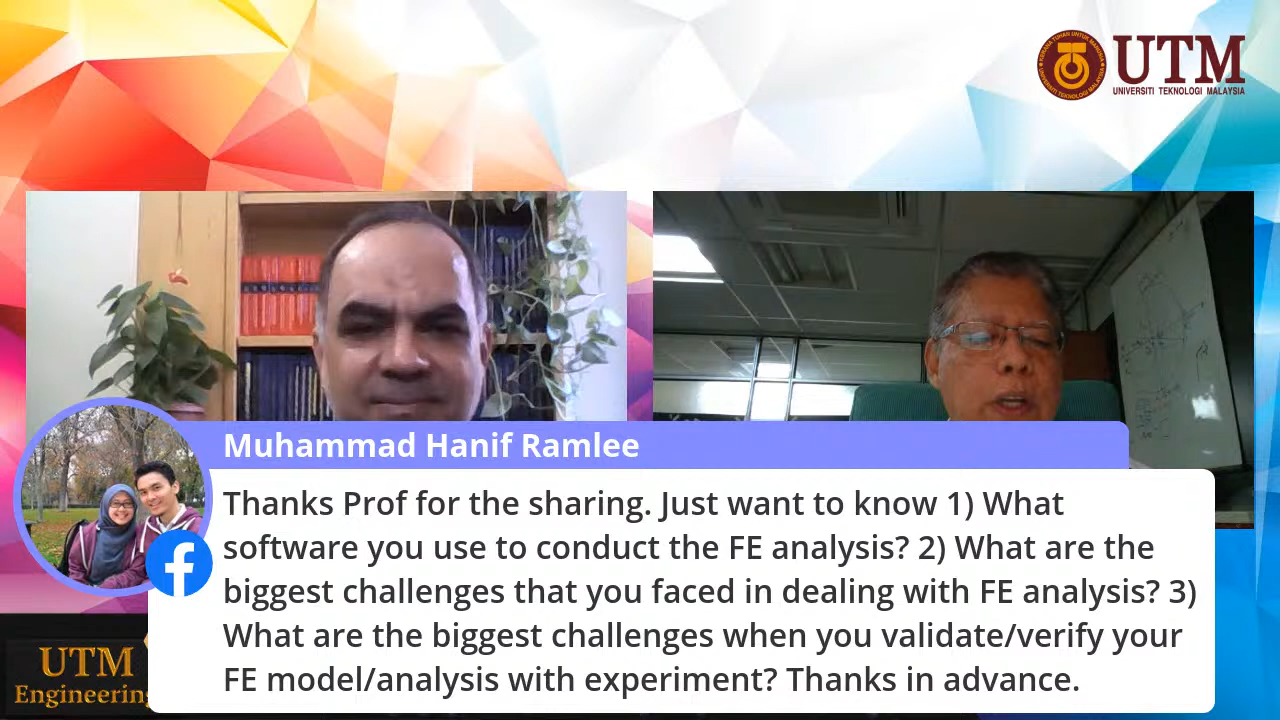 UTM
UNIVERSITI TEKNOLOGI MALAYSIA
Muhammad Hanif Ramlee
Thanks Prof for the sharing. Just want to know 1) What
software you use to conduct the FE analysis? 2) What are the
biggest challenges that you faced in dealing with FE analysis? 3)
What are the biggest challenges when you validate/verify your
FE model/analysis with experiment? Thanks in advance.
UTM
Engineering